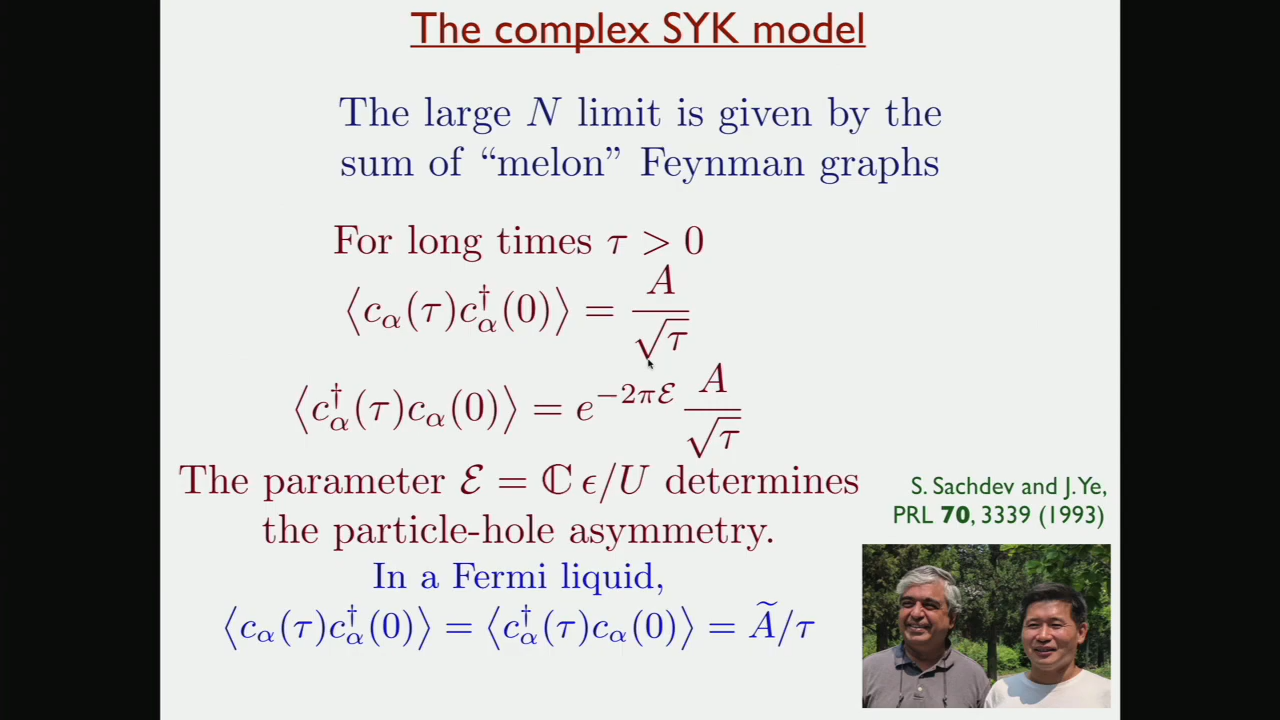 The complex SYK model
The large N limit is given by the
sum of “melon” Feynman graphs
For long times τ > 0
⟨c_α(τ)c_α^†(0)⟩ = A/√τ
⟨c_α^†(τ)c_α(0)⟩ = e^{−2πℰ} A/√τ
The parameter ℰ = ℂ ϵ/U determines
the particle-hole asymmetry.
S. Sachdev and J. Ye,
PRL 70, 3339 (1993)
In a Fermi liquid,
⟨c_α(τ)c_α^†(0)⟩ = ⟨c_α^†(τ)c_α(0)⟩ = Ã/τ